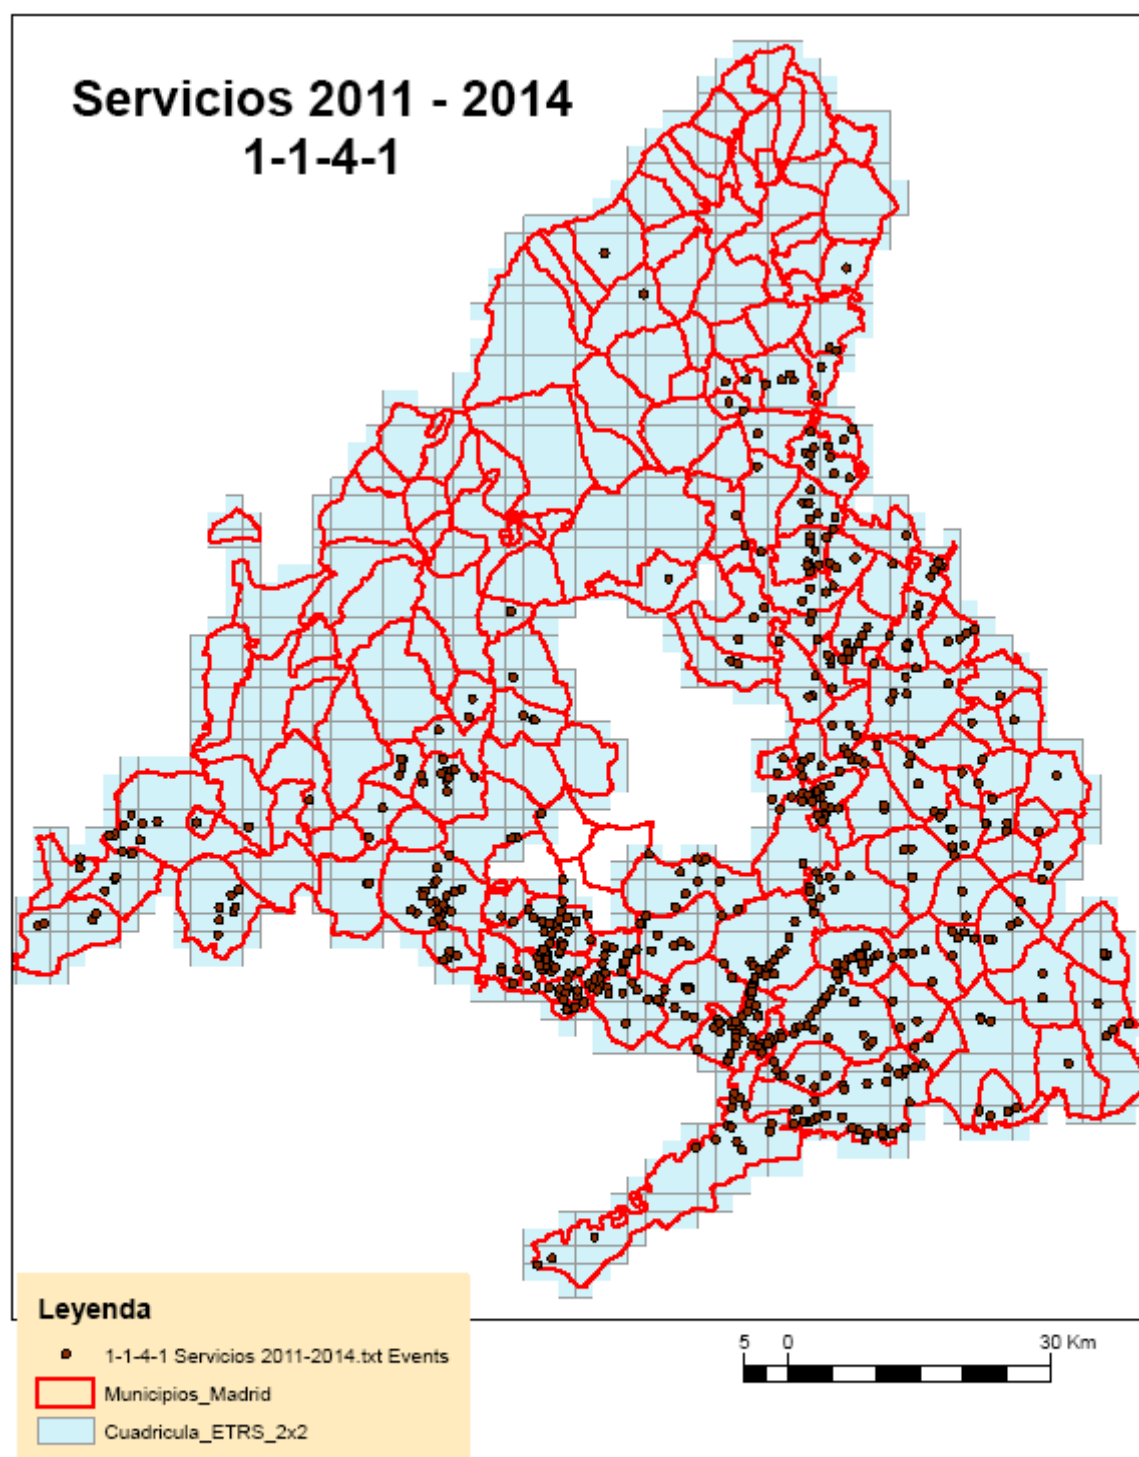 Servicios 2011 - 2014
1-1-4-1
Leyenda
1-1-4-1 Servicios 2011-2014.txt Events
Municipios_Madrid
Cuadricula_ETRS_2x2
5 0 30 Km